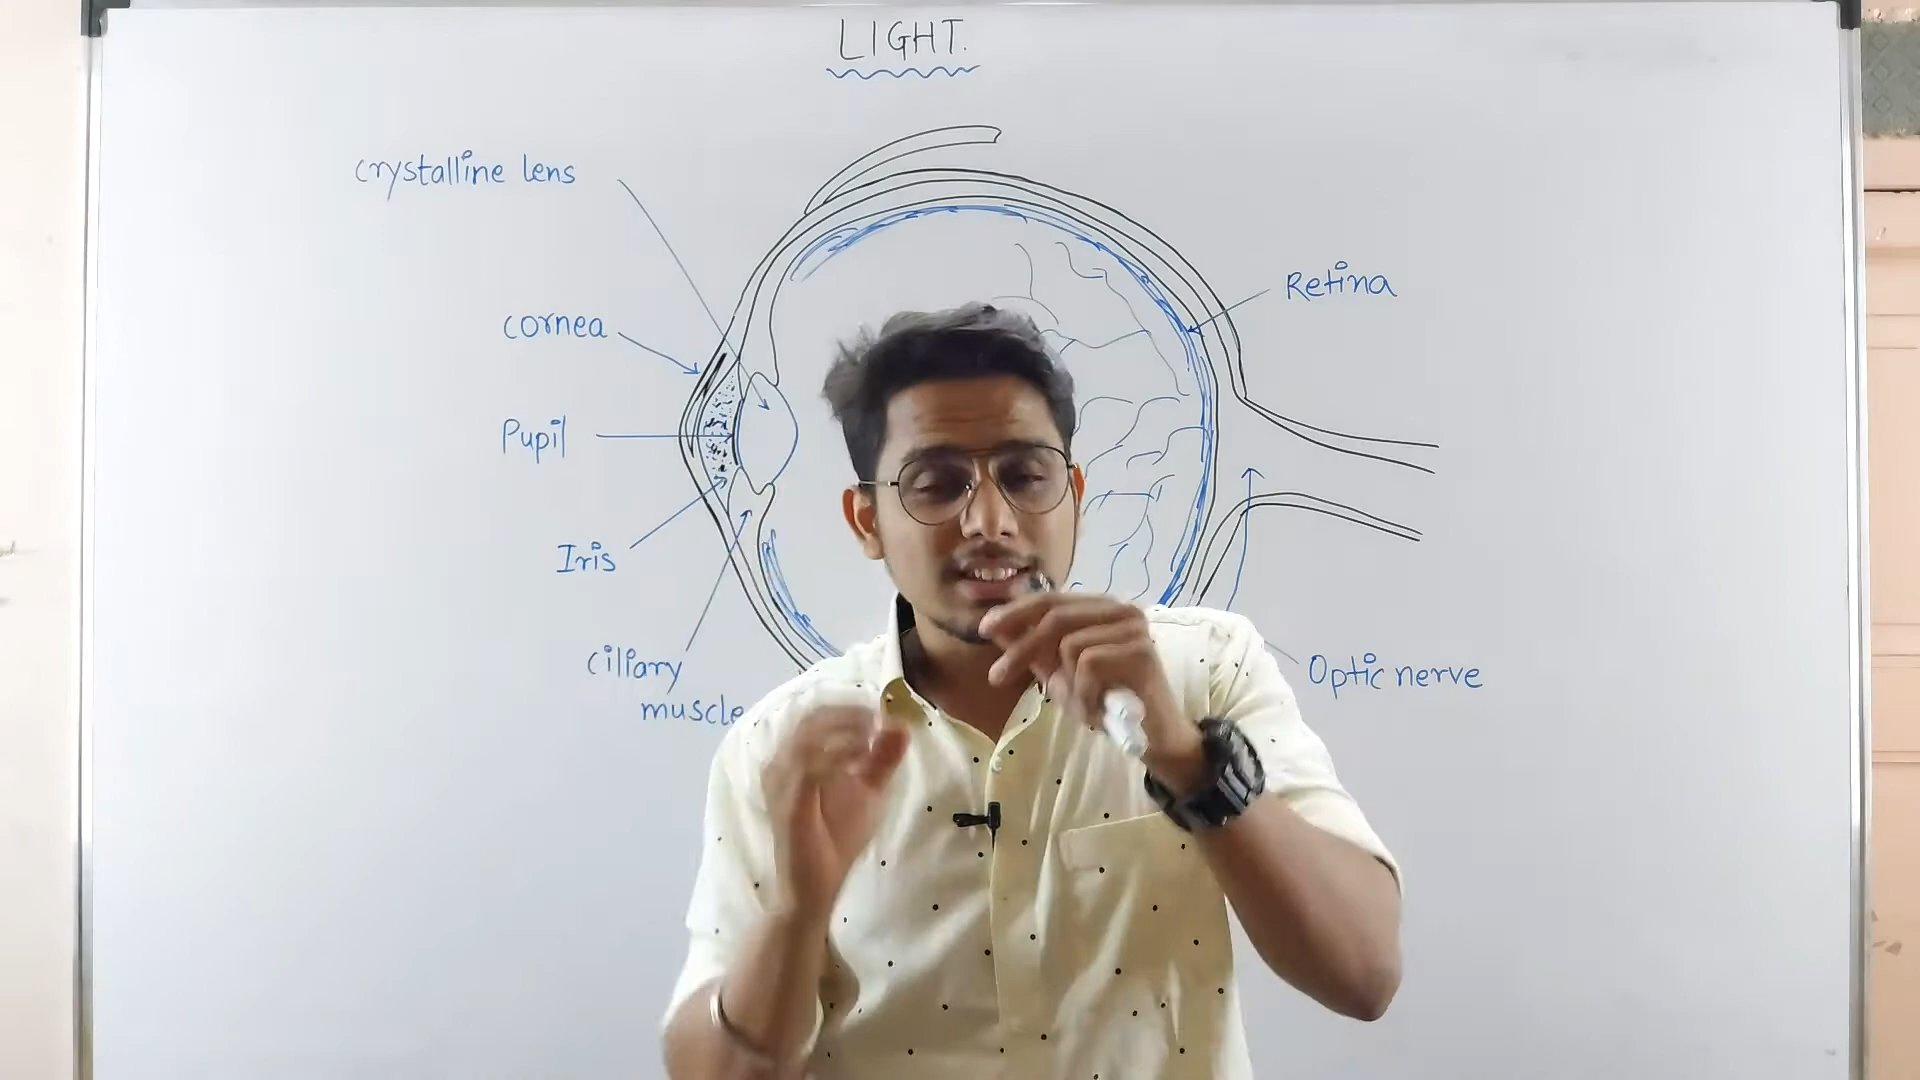 LIGHT.
crystalline lens
Retina
cornea
Pupil
Iris
ciliary
muscle
Optic nerve